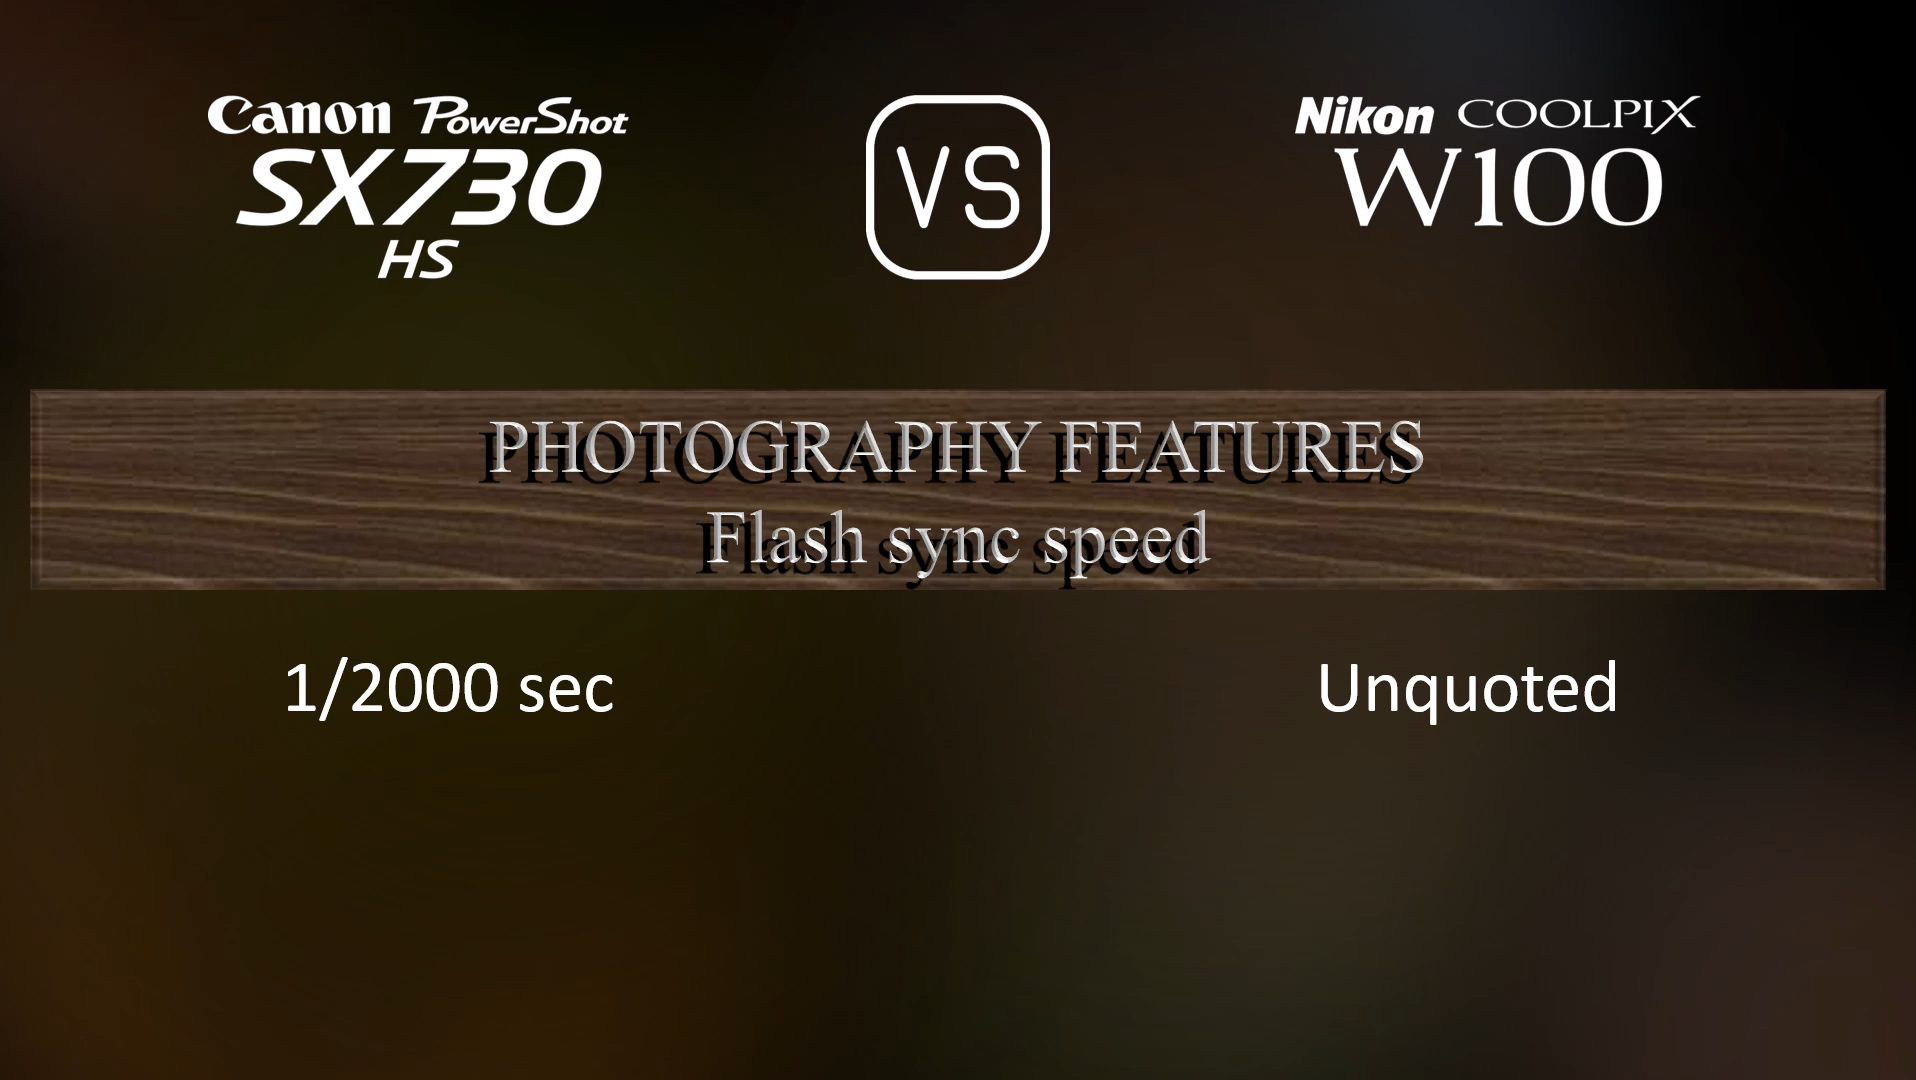 Canon PowerShot
SX730
HS
VS
Nikon COOLPIX
W100
PHOTOGRAPHY FEATURES
Flash sync speed
1/2000 sec
Unquoted